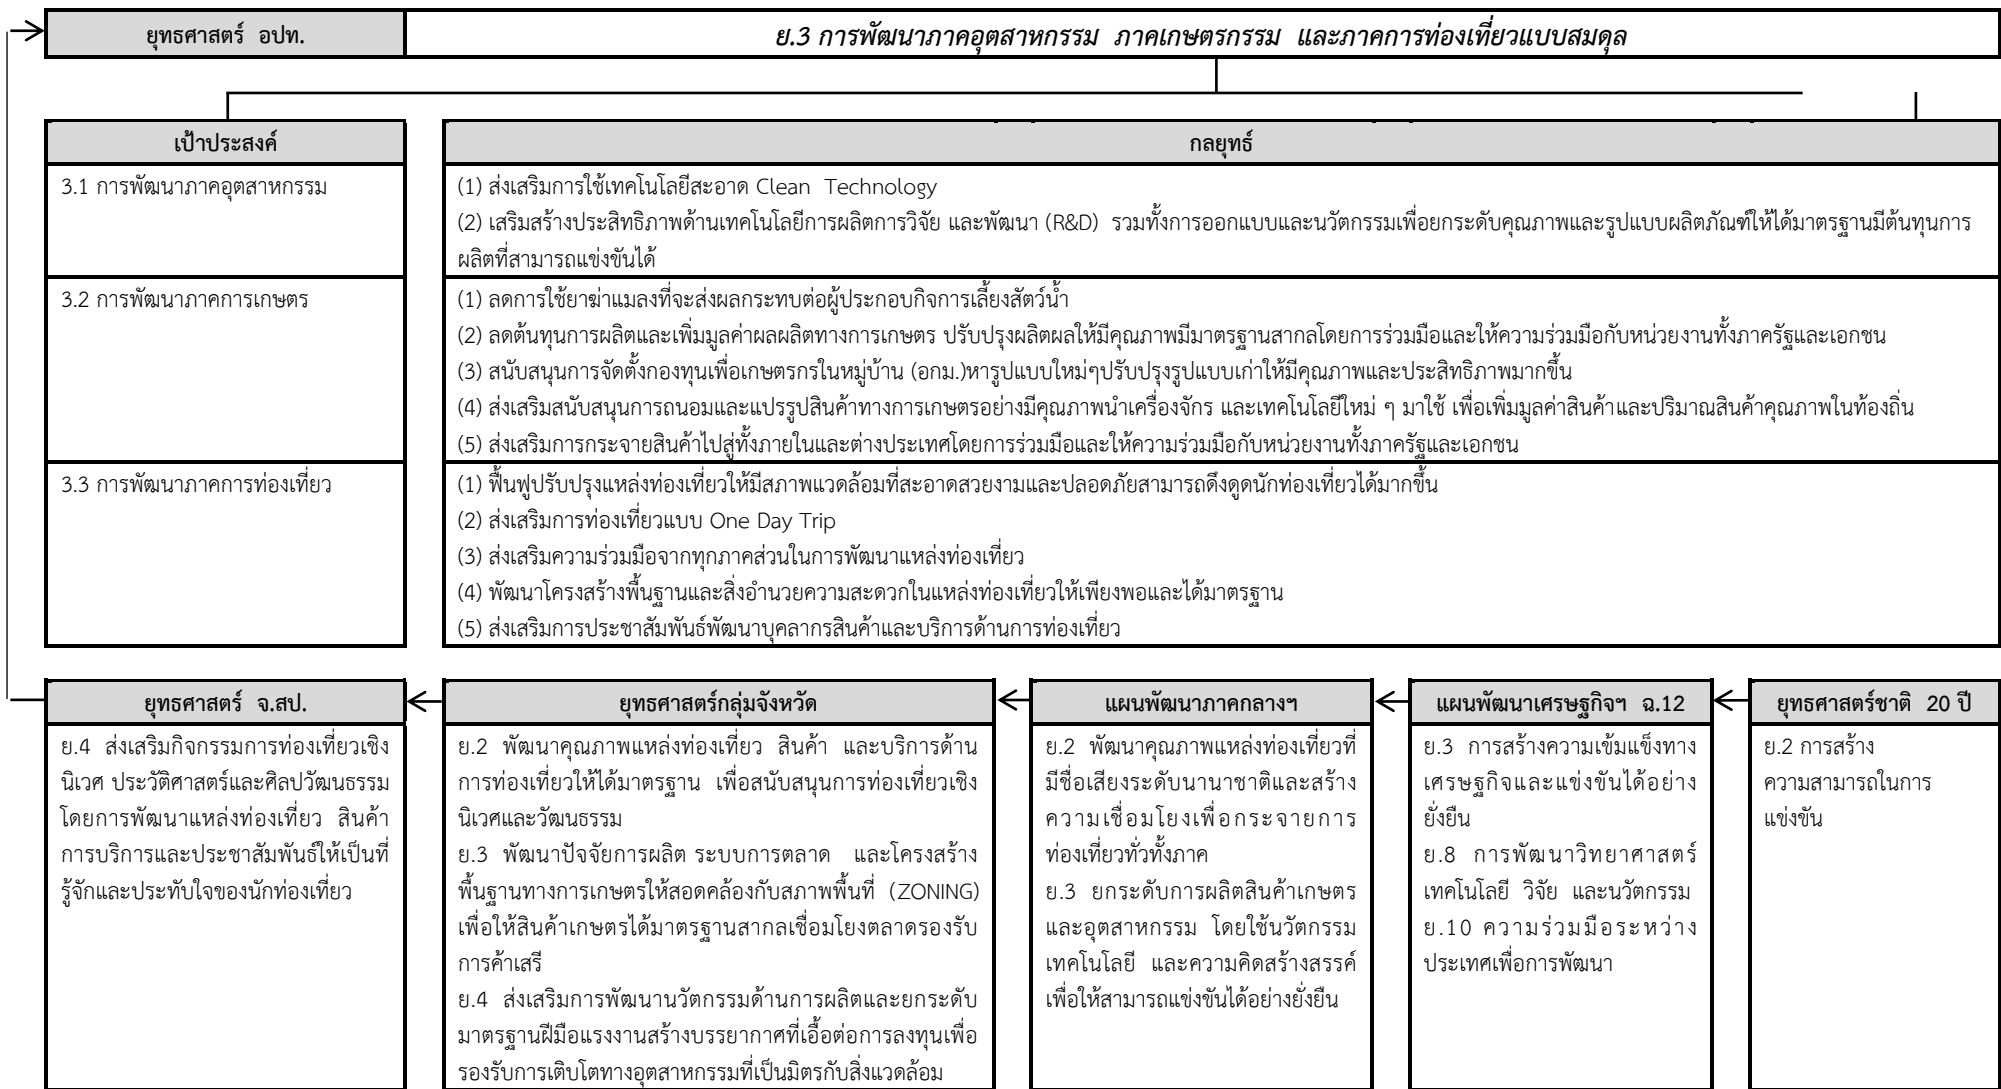 ยุทธศาสตร์ อปท.
ย.3 การพัฒนาภาคอุตสาหกรรม ภาคเกษตรกรรม และภาคการท่องเที่ยวแบบสมดุล
เป้าประสงค์
กลยุทธ์
3.1 การพัฒนาภาคอุตสาหกรรม
(1) ส่งเสริมการใช้เทคโนโลยีสะอาด Clean Technology
(2) เสริมสร้างประสิทธิภาพด้านเทคโนโลยีการผลิตการวิจัย และพัฒนา (R&D) รวมทั้งการออกแบบและนวัตกรรมเพื่อยกระดับคุณภาพและรูปแบบผลิตภัณฑ์ให้ได้มาตรฐานมีต้นทุนการ
ผลิตที่สามารถแข่งขันได้
3.2 การพัฒนาภาคการเกษตร
(1) ลดการใช้ยาฆ่าแมลงที่จะส่งผลกระทบต่อผู้ประกอบกิจการเลี้ยงสัตว์น้ำ
(2) ลดต้นทุนการผลิตและเพิ่มมูลค่าผลผลิตทางการเกษตร ปรับปรุงผลิตผลให้มีคุณภาพมีมาตรฐานสากลโดยการร่วมมือและให้ความร่วมมือกับหน่วยงานทั้งภาครัฐและเอกชน
(3) สนับสนุนการจัดตั้งกองทุนเพื่อเกษตรกรในหมู่บ้าน (อกม.)หารูปแบบใหม่ๆปรับปรุงรูปแบบเก่าให้มีคุณภาพและประสิทธิภาพมากขึ้น
(4) ส่งเสริมสนับสนุนการถนอมและแปรรูปสินค้าทางการเกษตรอย่างมีคุณภาพนำเครื่องจักร และเทคโนโลยีใหม่ ๆ มาใช้ เพื่อเพิ่มมูลค่าสินค้าและปริมาณสินค้าคุณภาพในท้องถิ่น
(5) ส่งเสริมการกระจายสินค้าไปสู่ทั้งภายในและต่างประเทศโดยการร่วมมือและให้ความร่วมมือกับหน่วยงานทั้งภาครัฐและเอกชน
3.3 การพัฒนาภาคการท่องเที่ยว
(1) ฟื้นฟูปรับปรุงแหล่งท่องเที่ยวให้มีสภาพแวดล้อมที่สะอาดสวยงามและปลอดภัยสามารถดึงดูดนักท่องเที่ยวได้มากขึ้น
(2) ส่งเสริมการท่องเที่ยวแบบ One Day Trip
(3) ส่งเสริมความร่วมมือจากทุกภาคส่วนในการพัฒนาแหล่งท่องเที่ยว
(4) พัฒนาโครงสร้างพื้นฐานและสิ่งอำนวยความสะดวกในแหล่งท่องเที่ยวให้เพียงพอและได้มาตรฐาน
(5) ส่งเสริมการประชาสัมพันธ์พัฒนาบุคลากรสินค้าและบริการด้านการท่องเที่ยว
ยุทธศาสตร์ จ.สป.
ย.4 ส่งเสริมกิจกรรมการท่องเที่ยวเชิง
นิเวศ ประวัติศาสตร์และศิลปวัฒนธรรม
โดยการพัฒนาแหล่งท่องเที่ยว สินค้า
การบริการและประชาสัมพันธ์ให้เป็นที่
รู้จักและประทับใจของนักท่องเที่ยว
ยุทธศาสตร์กลุ่มจังหวัด
ย.2 พัฒนาคุณภาพแหล่งท่องเที่ยว สินค้า และบริการด้าน
การท่องเที่ยวให้ได้มาตรฐาน เพื่อสนับสนุนการท่องเที่ยวเชิง
นิเวศและวัฒนธรรม
ย.3 พัฒนาปัจจัยการผลิต ระบบการตลาด และโครงสร้าง
พื้นฐานทางการเกษตรให้สอดคล้องกับสภาพพื้นที่ (ZONING)
เพื่อให้สินค้าเกษตรได้มาตรฐานสากลเชื่อมโยงตลาดรองรับ
การค้าเสรี
ย.4 ส่งเสริมการพัฒนานวัตกรรมด้านการผลิตและยกระดับ
มาตรฐานฝีมือแรงงานสร้างบรรยากาศที่เอื้อต่อการลงทุนเพื่อ
รองรับการเติบโตทางอุตสาหกรรมที่เป็นมิตรกับสิ่งแวดล้อม
แผนพัฒนาภาคกลางฯ
ย.2 พัฒนาคุณภาพแหล่งท่องเที่ยวที่
มีชื่อเสียงระดับนานาชาติและสร้าง
ความเชื่อมโยงเพื่อกระจายการ
ท่องเที่ยวทั่วทั้งภาค
ย.3 ยกระดับการผลิตสินค้าเกษตร
และอุตสาหกรรม โดยใช้นวัตกรรม
เทคโนโลยี และความคิดสร้างสรรค์
เพื่อให้สามารถแข่งขันได้อย่างยั่งยืน
แผนพัฒนาเศรษฐกิจฯ ฉ.12
ย.3 การสร้างความเข้มแข็งทาง
เศรษฐกิจและแข่งขันได้อย่าง
ยั่งยืน
ย.8 การพัฒนาวิทยาศาสตร์
เทคโนโลยี วิจัย และนวัตกรรม
ย.10 ความร่วมมือระหว่าง
ประเทศเพื่อการพัฒนา
ยุทธศาสตร์ชาติ 20 ปี
ย.2 การสร้าง
ความสามารถในการ
แข่งขัน